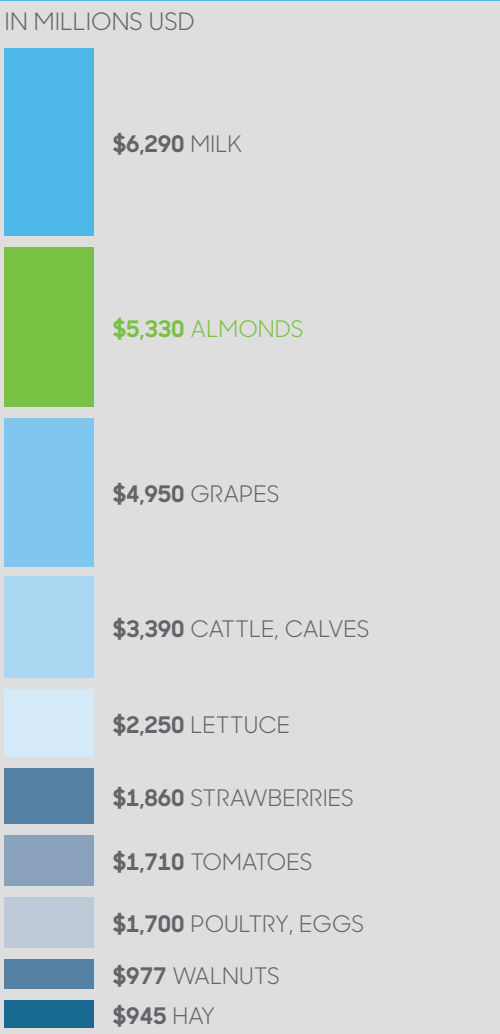 IN MILLIONS USD
$6,290 MILK
$5,330 ALMONDS
$4,950 GRAPES
$3,390 CATTLE, CALVES
$2,250 LETTUCE
$1,860 STRAWBERRIES
$1,710 TOMATOES
$1,700 POULTRY, EGGS
$977 WALNUTS
$945 HAY